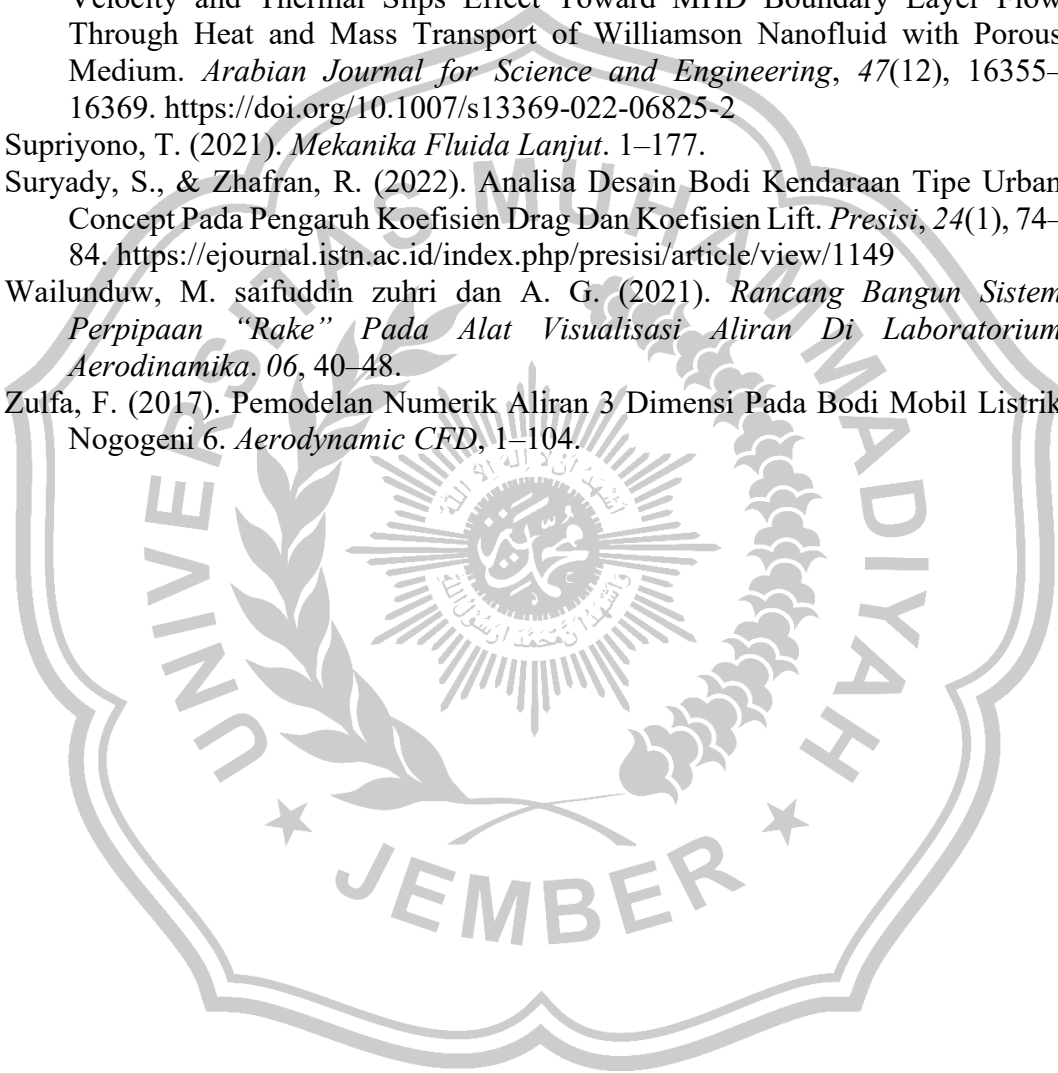 Velocity and Thermal Slips Effect Toward MHD Boundary Layer Flow
Through Heat and Mass Transport of Williamson Nanofluid with Porous
Medium. Arabian Journal for Science and Engineering, 47(12), 16355–
16369. https://doi.org/10.1007/s13369-022-06825-2
Supriyono, T. (2021). Mekanika Fluida Lanjut. 1–177.
Suryady, S., & Zhafran, R. (2022). Analisa Desain Bodi Kendaraan Tipe Urban
Concept Pada Pengaruh Koefisien Drag Dan Koefisien Lift. Presisi, 24(1), 74–
84. https://ejournal.istn.ac.id/index.php/presisi/article/view/1149
Wailunduw, M. saifuddin zuhri dan A. G. (2021). Rancang Bangun Sistem
Perpipaan “Rake” Pada Alat Visualisasi Aliran Di Laboratorium
Aerodinamika. 06, 40–48.
Zulfa, F. (2017). Pemodelan Numerik Aliran 3 Dimensi Pada Bodi Mobil Listrik
Nogogeni 6. Aerodynamic CFD, 1–104.
UNIVERSITAS MUHAMMADIYAH
JEMBER